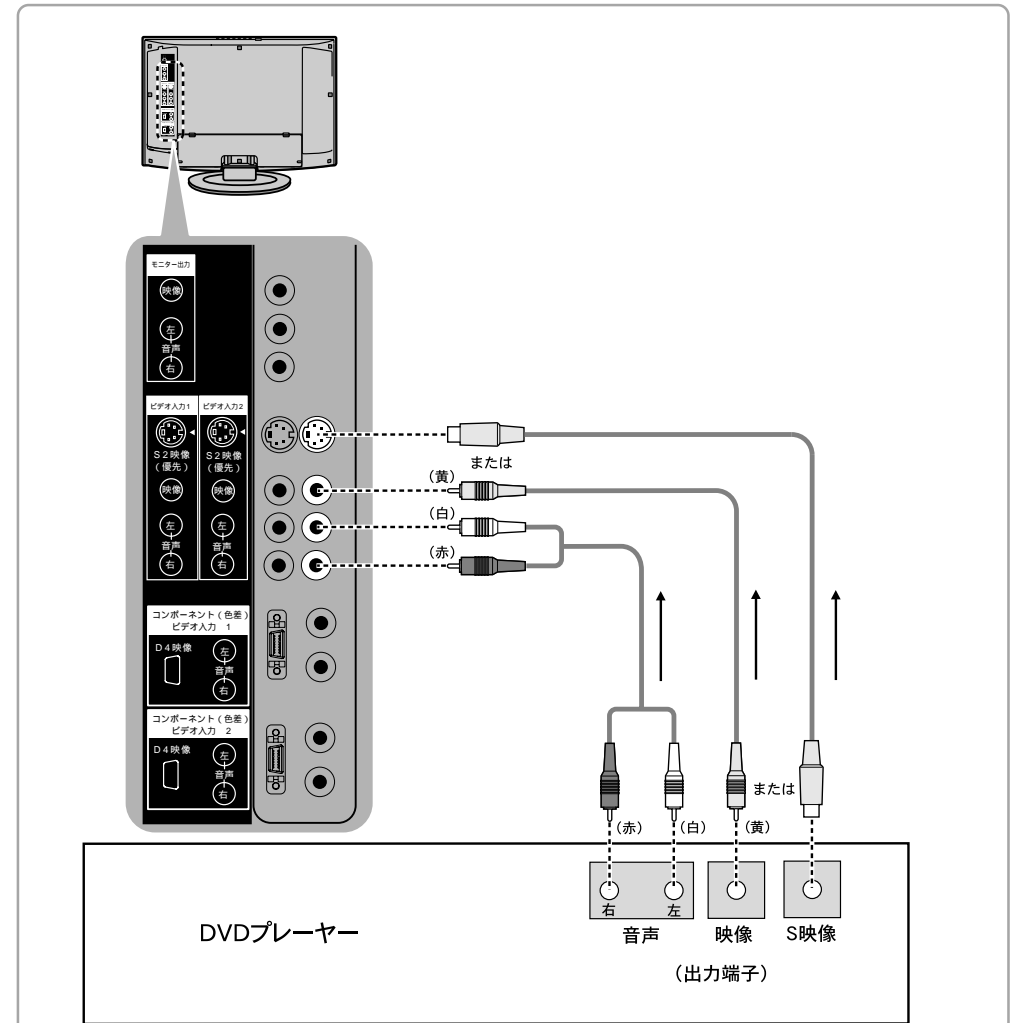 モニター出力
映像
左
音声
右
ビデオ入力1
ビデオ入力2
S2映像
(優先)
映像
左
音声
右
S2映像
(優先)
映像
左
音声
右
コンポーネント(色差)
ビデオ入力 1
D4映像
左
音声
右
コンポーネント(色差)
ビデオ入力 2
D4映像
左
音声
右
または
(黄)
(白)
(赤)
または
(赤)
(白)
(黄)
右
左
音声
映像
S映像
DVDプレーヤー
(出力端子)